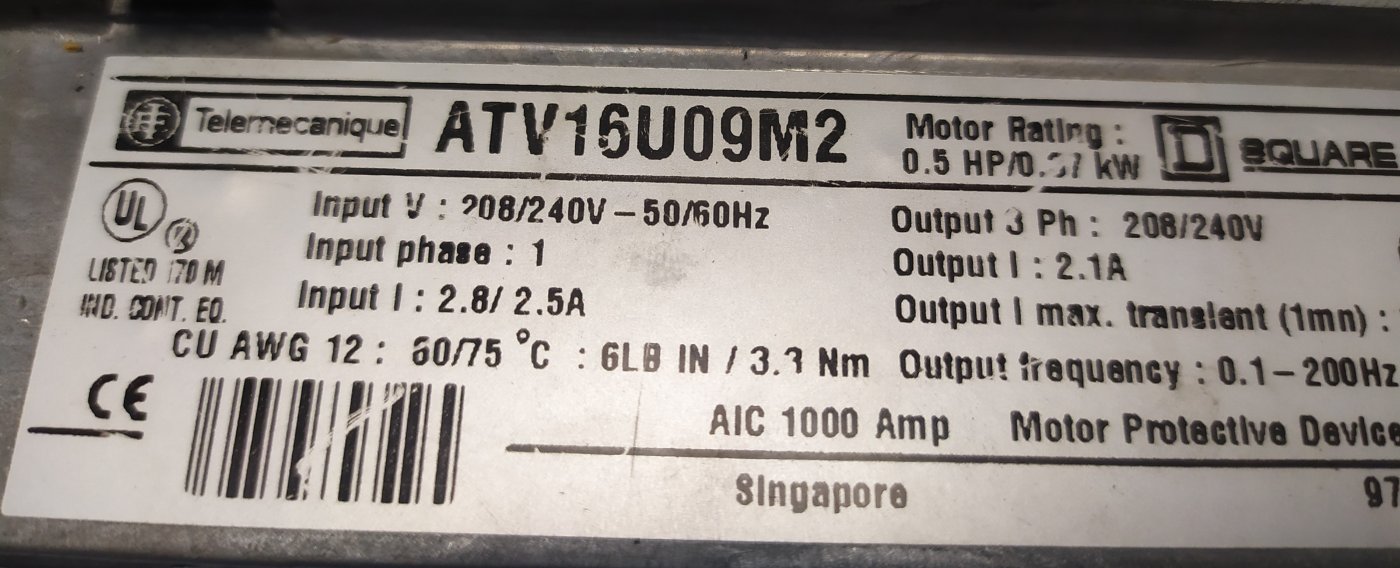 Telemecanique ATV16U09M2
Motor Rating :
0.5 HP/0.37 kW
SQUARE
UL
LISTED 170 M
IND. CONT. EQ.
Input V : 208/240V – 50/60Hz
Input phase : 1
Input I : 2.8/ 2.5A
Output 3 Ph : 208/240V
Output I : 2.1A
Output I max. transient (1mn) :
CU AWG 12 : 60/75 °C : 6LB IN / 3.3 Nm
Output frequency : 0.1 – 200Hz
CE
AIC 1000 Amp Motor Protective Device
Singapore
97